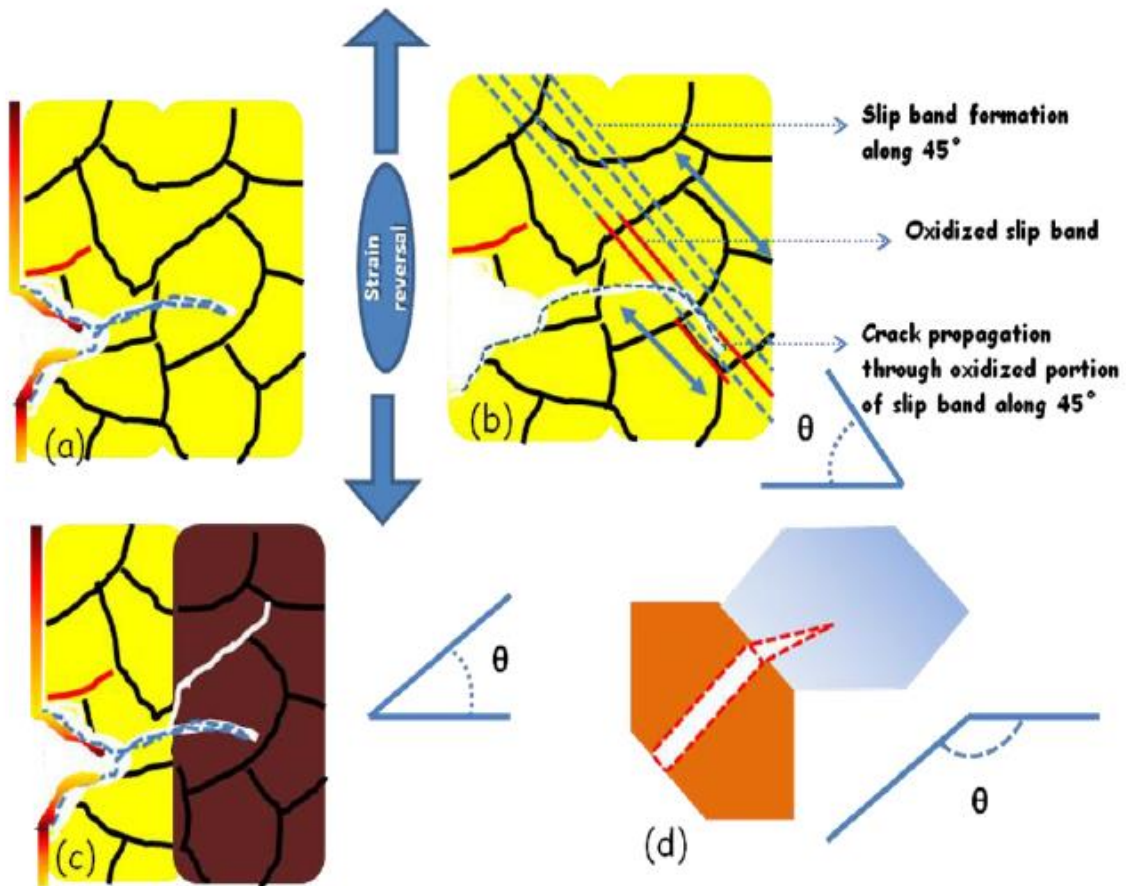 Slip band formation
along 45°
Strain
reversal
Oxidized slip band
Crack propagation
through oxidized portion
of slip band along 45°
(a)
(b)
θ
θ
(c)
(d)
θ